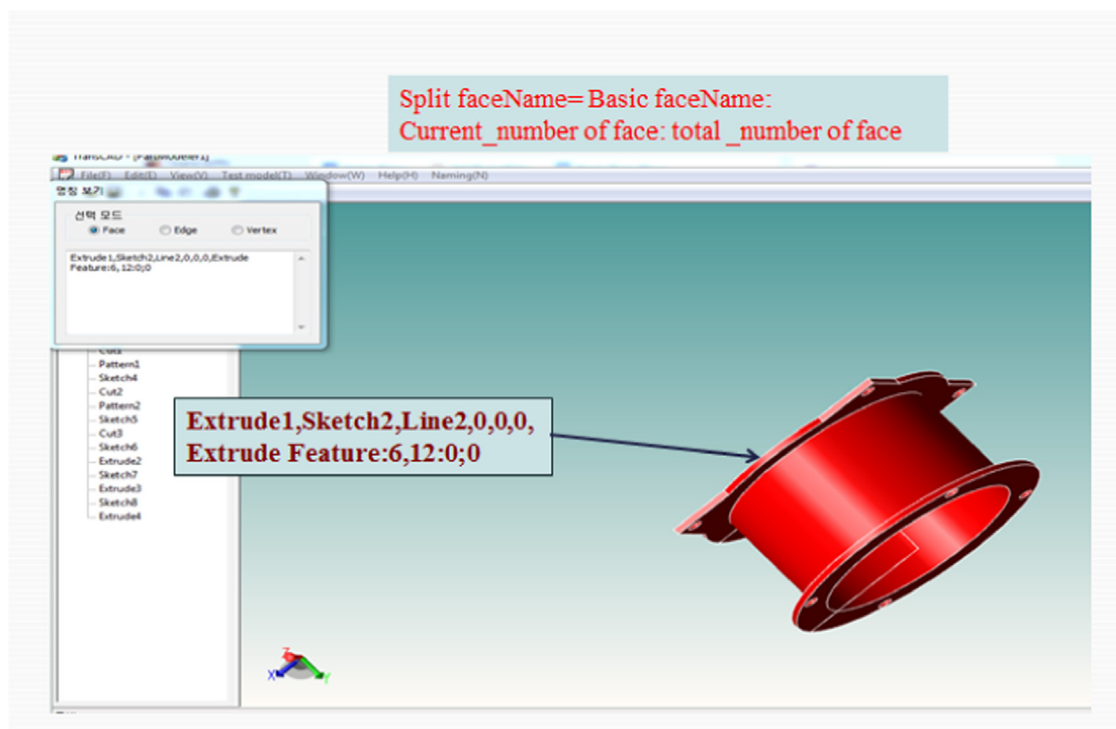 Split faceName= Basic faceName:
Current_number of face: total _number of face
TransCAD - [PartModeler1]
File(F) Edit(E) View(V) Test model(T) Window(W) Help(H) Naming(N)
명칭 보기
선택 모드
Face Edge Vertex
Extrude1,Sketch2,Line2,0,0,0,Extrude
Feature:6, 12:0;0
Cut1
Pattern1
Sketch4
Cut2
Pattern2
Sketch5
Cut3
Sketch6
Extrude2
Sketch7
Extrude3
Sketch8
Extrude4
Extrude1,Sketch2,Line2,0,0,0,
Extrude Feature:6,12:0;0
Z
X
Y